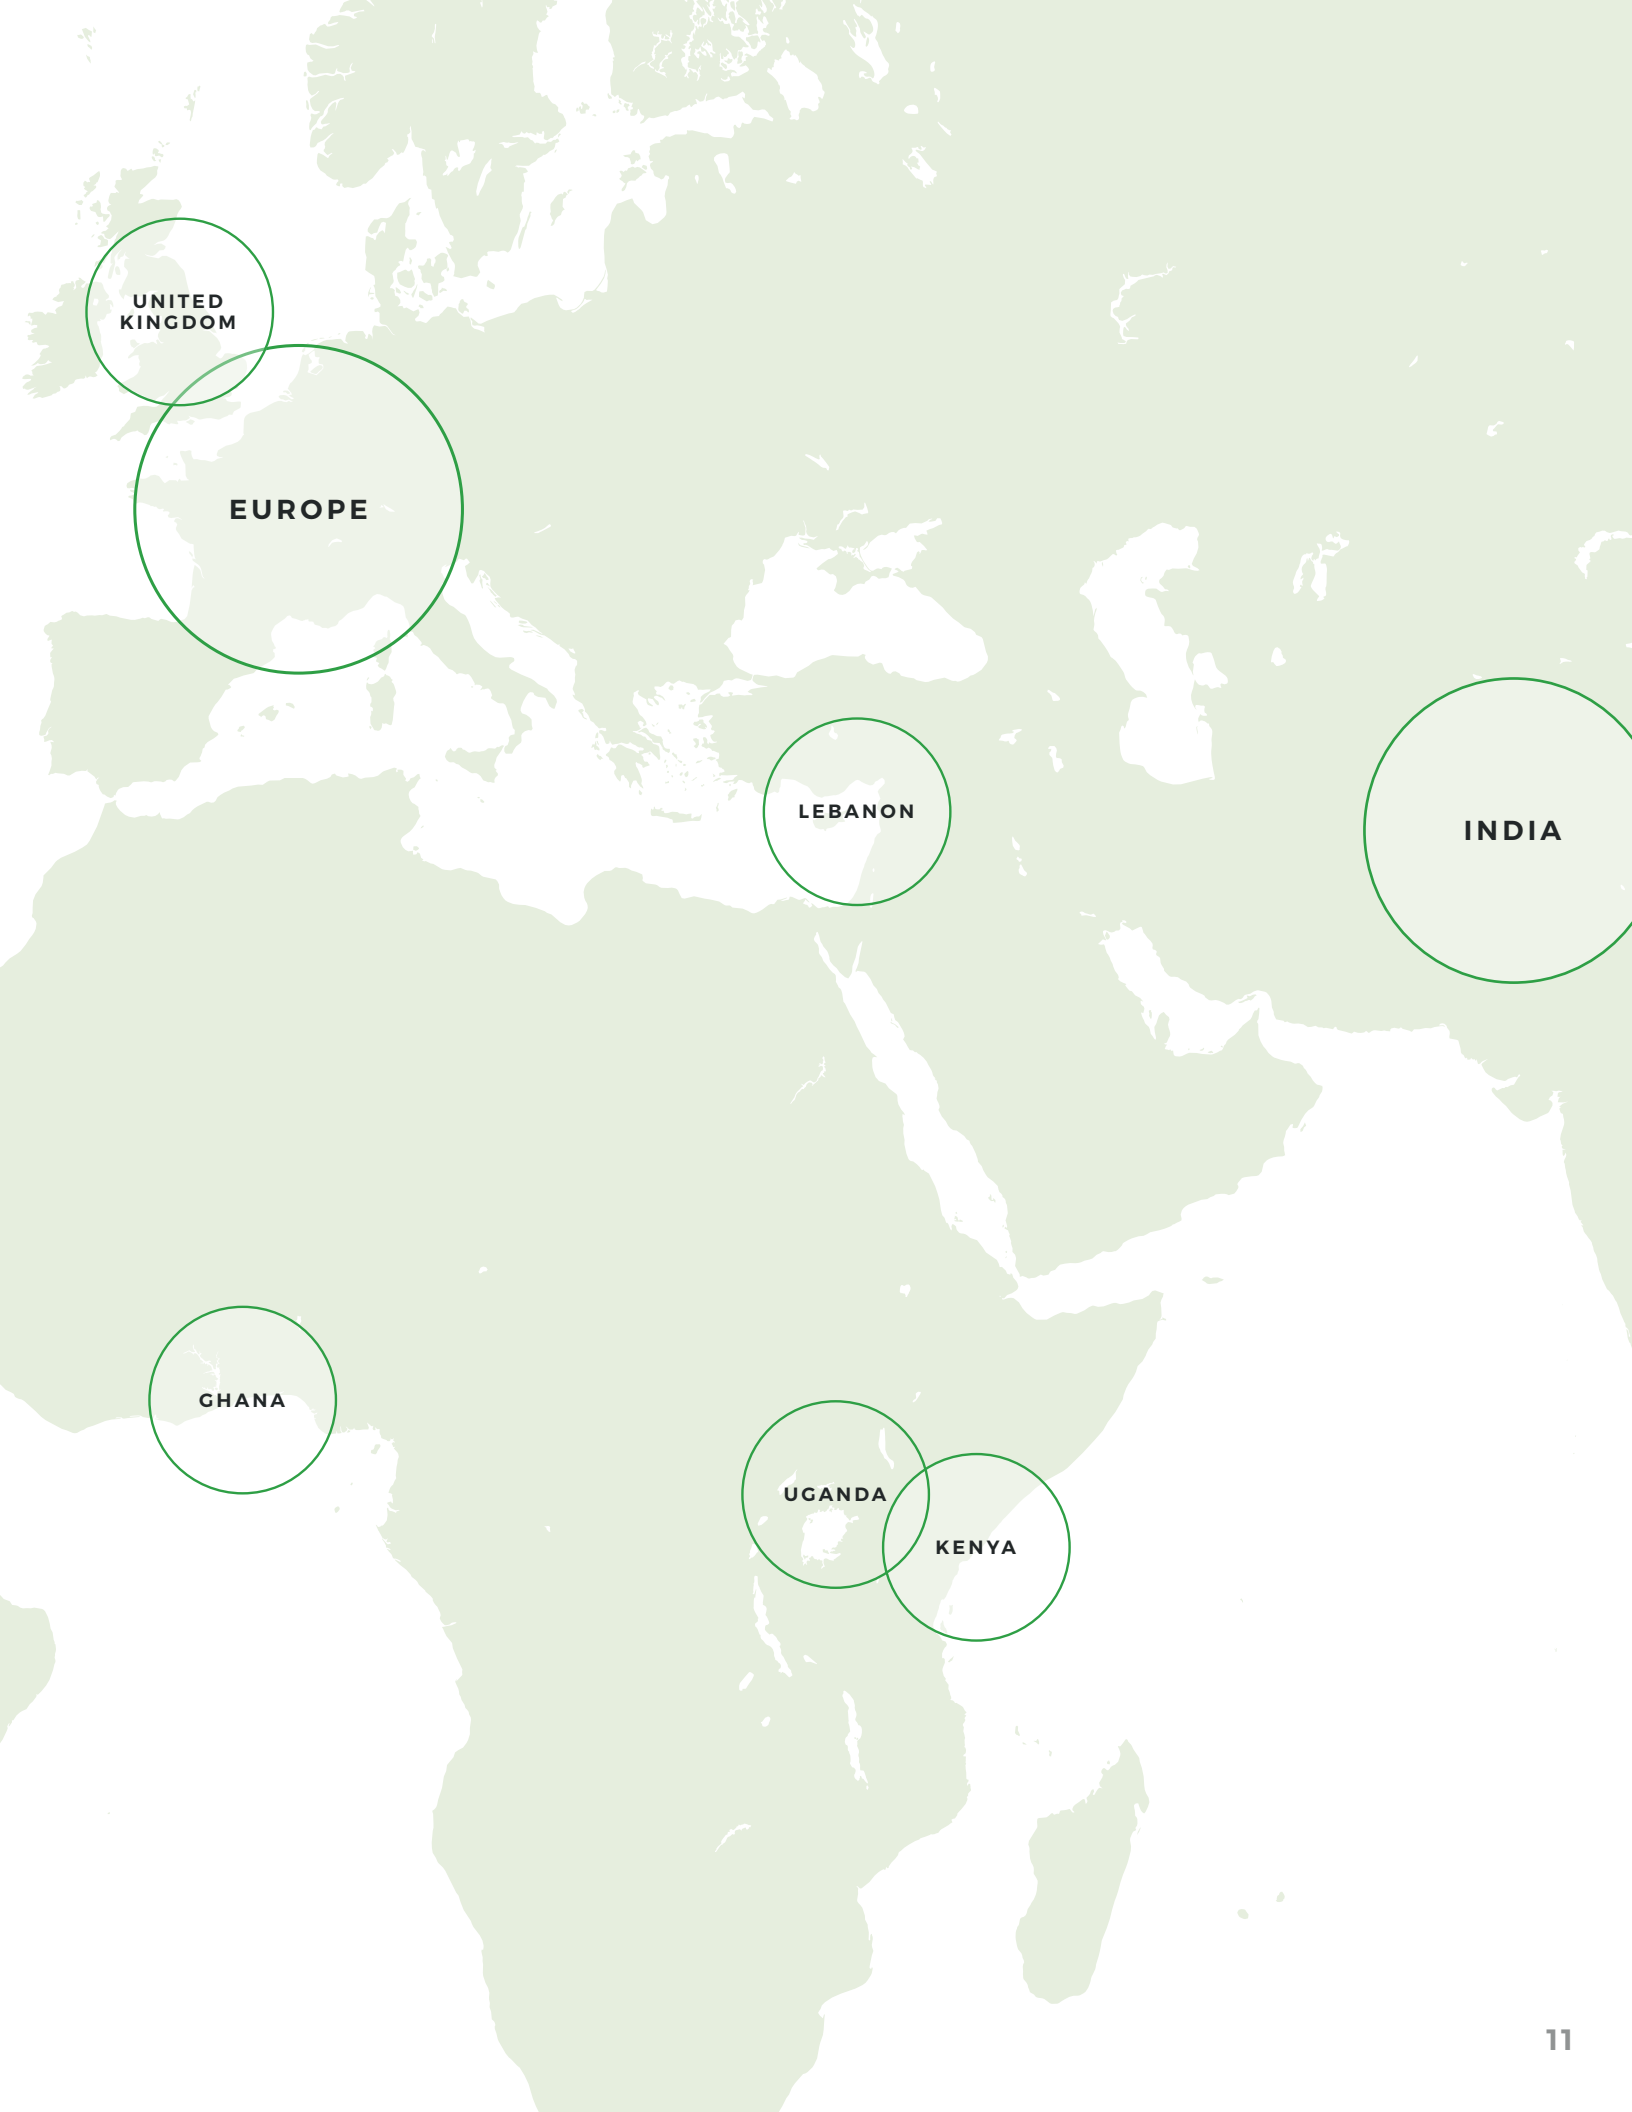 UNITED
KINGDOM
EUROPE
LEBANON
INDIA
GHANA
UGANDA
KENYA
11